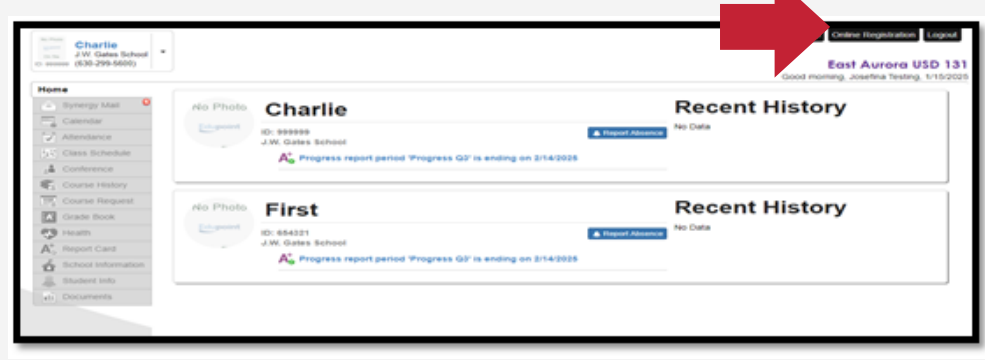 Charlie
J.W. Gates School
(630-299-5600)
Online Registration
Logout
East Aurora USD 131
Good morning, Josefina Testing, 1/15/2025
Home
Synergy Mail
Calendar
Attendance
Class Schedule
Conference
Course History
Course Request
Grade Book
Health
Report Card
School Information
Student Info
Documents
No Photo
Charlie
ID: 999999
J.W. Gates School
Report Absence
Progress report period 'Progress Q3' is ending on 2/14/2025
Recent History
No Data
No Photo
First
ID: 654321
J.W. Gates School
Report Absence
Progress report period 'Progress Q3' is ending on 2/14/2025
Recent History
No Data